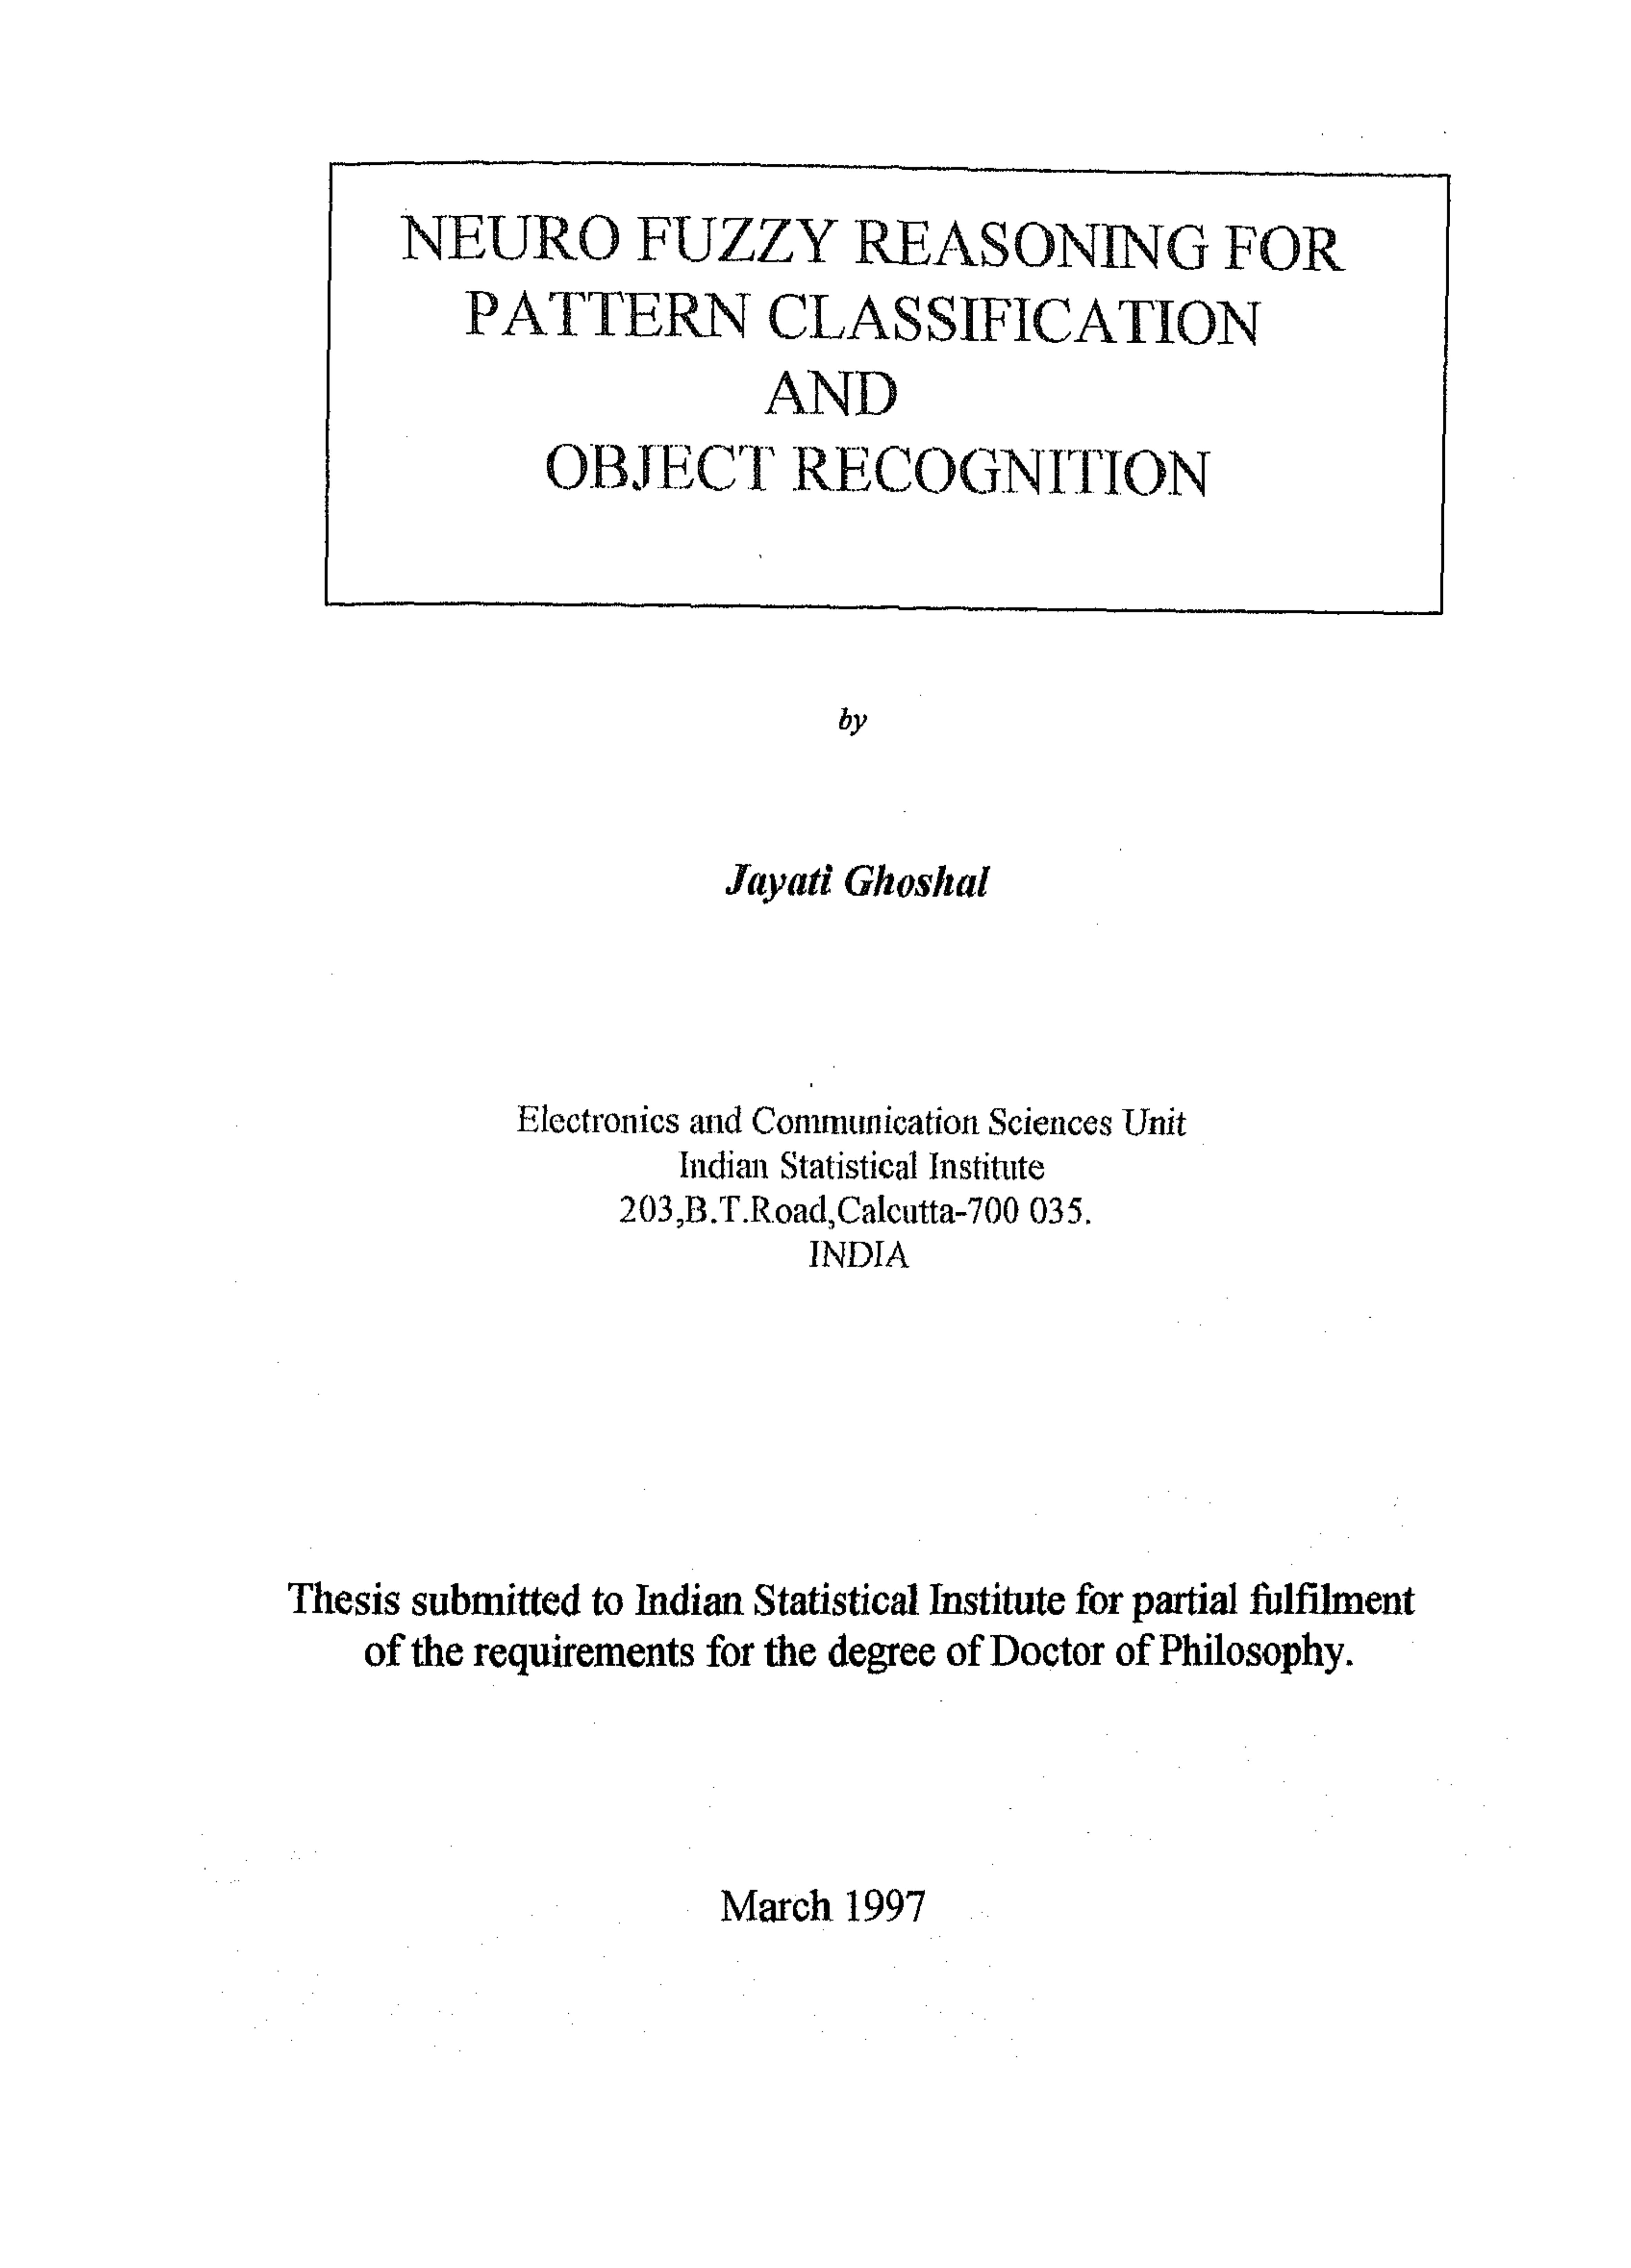 NEURO FUZZY REASONING FOR
PATTERN CLASSIFICATION
AND
OBJECT RECOGNITION
by
Jayati Ghoshal
Electronics and Communication Sciences Unit
Indian Statistical Institute
203,B.T.Road,Calcutta-700 035.
INDIA
Thesis submitted to Indian Statistical Institute for partial fulfilment
of the requirements for the degree of Doctor of Philosophy.
March 1997